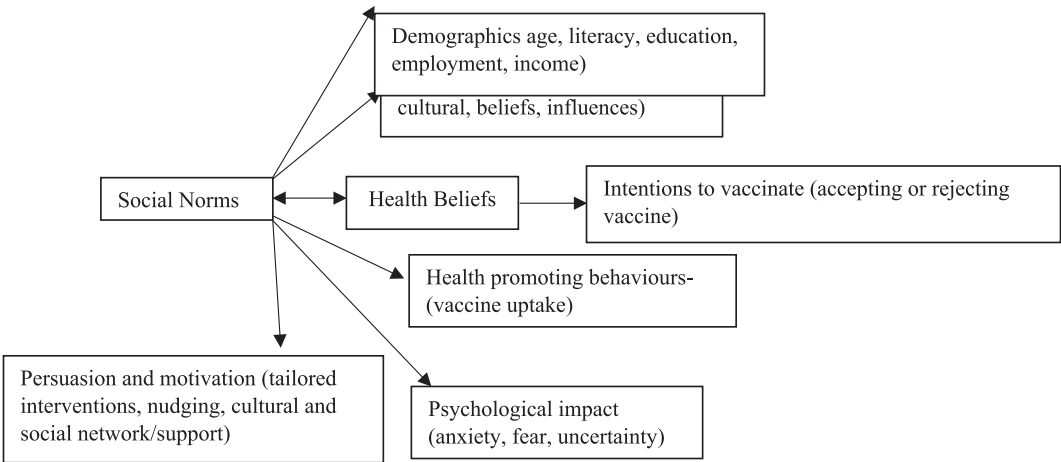 Demographics age, literacy, education,
employment, income)
cultural, beliefs, influences)
Social Norms
Health Beliefs
Intentions to vaccinate (accepting or rejecting
vaccine)
Health promoting behaviours-
(vaccine uptake)
Persuasion and motivation (tailored
interventions, nudging, cultural and
social network/support)
Psychological impact
(anxiety, fear, uncertainty)